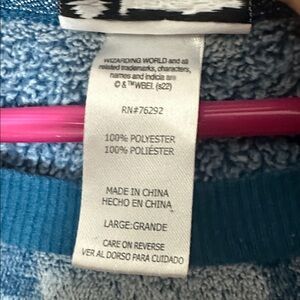 WIZARDING WORLD and all
related trademarks, characters,
names and indicia are
© & ™WBEI. (s22)
RN#76292
100% POLYESTER
100% POLIÉSTER
MADE IN CHINA
HECHO EN CHINA
LARGE:GRANDE
CARE ON REVERSE
VER AL DORSO PARA CUIDADO